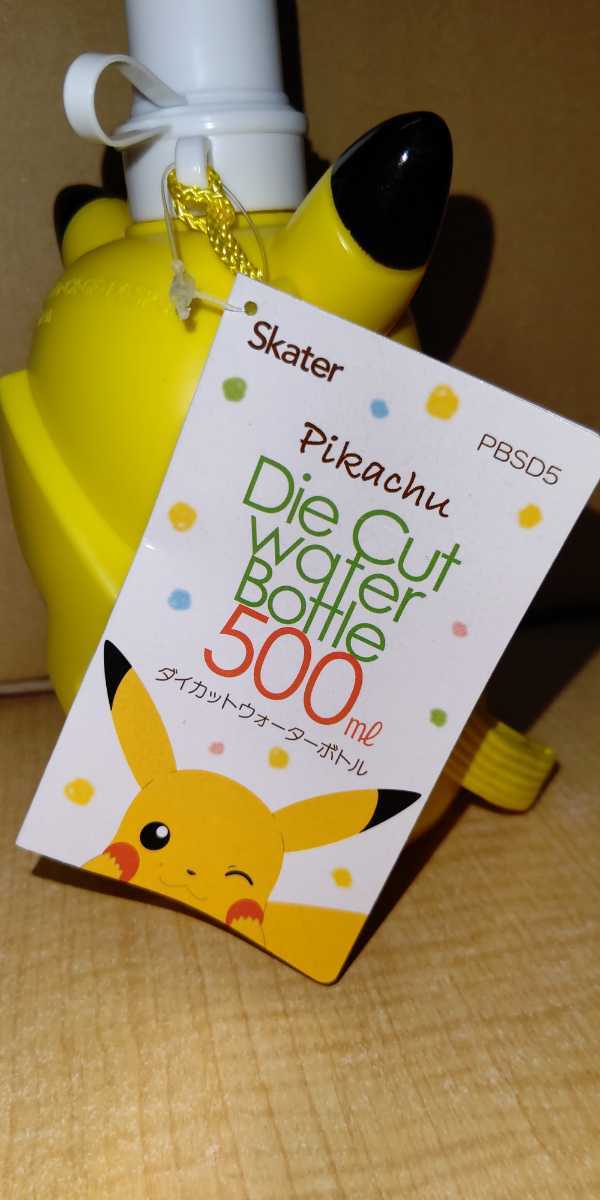 Skater
PBSD5
Pikachu
Die Cut
water
Bottle
500ml
ダイカットウォーターボトル